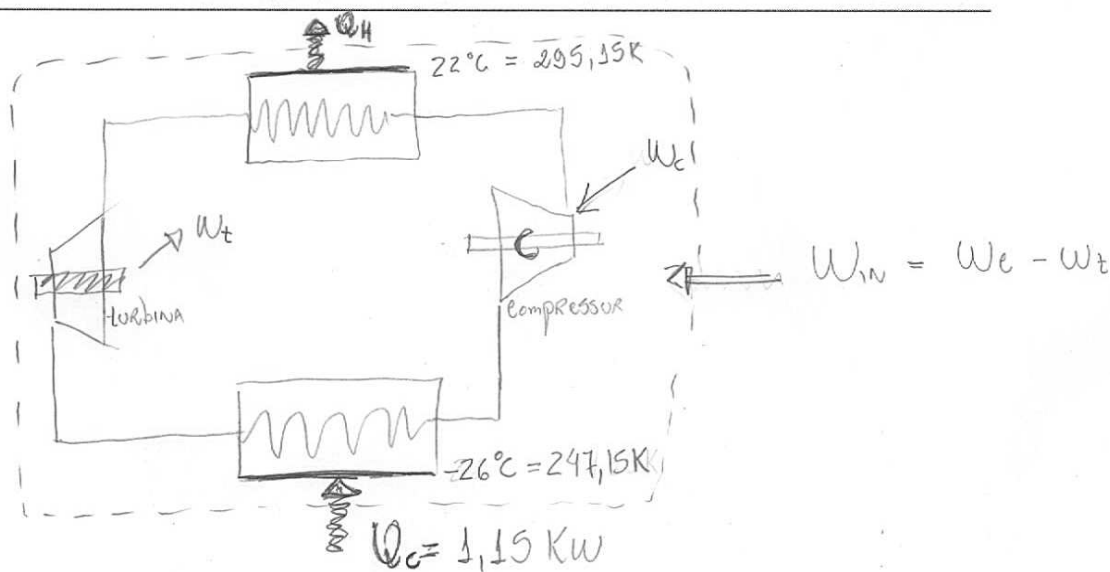 Q_H
22°C = 295,15K
W_c
W_t
W_IN = W_c - W_t
turbina
compressor
-26°C = 247,15K
Q_c = 1,15 KW